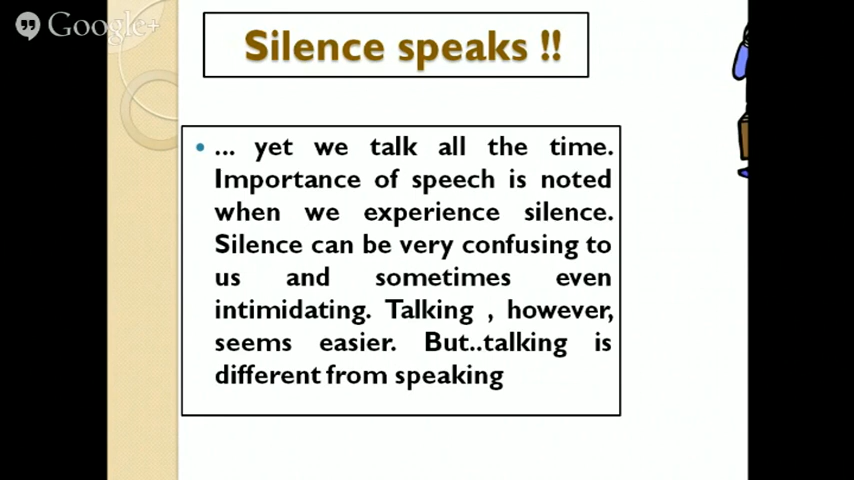 Google+
Silence speaks !!
• ... yet we talk all the time.
Importance of speech is noted
when we experience silence.
Silence can be very confusing to
us and sometimes even
intimidating. Talking , however,
seems easier. But..talking is
different from speaking